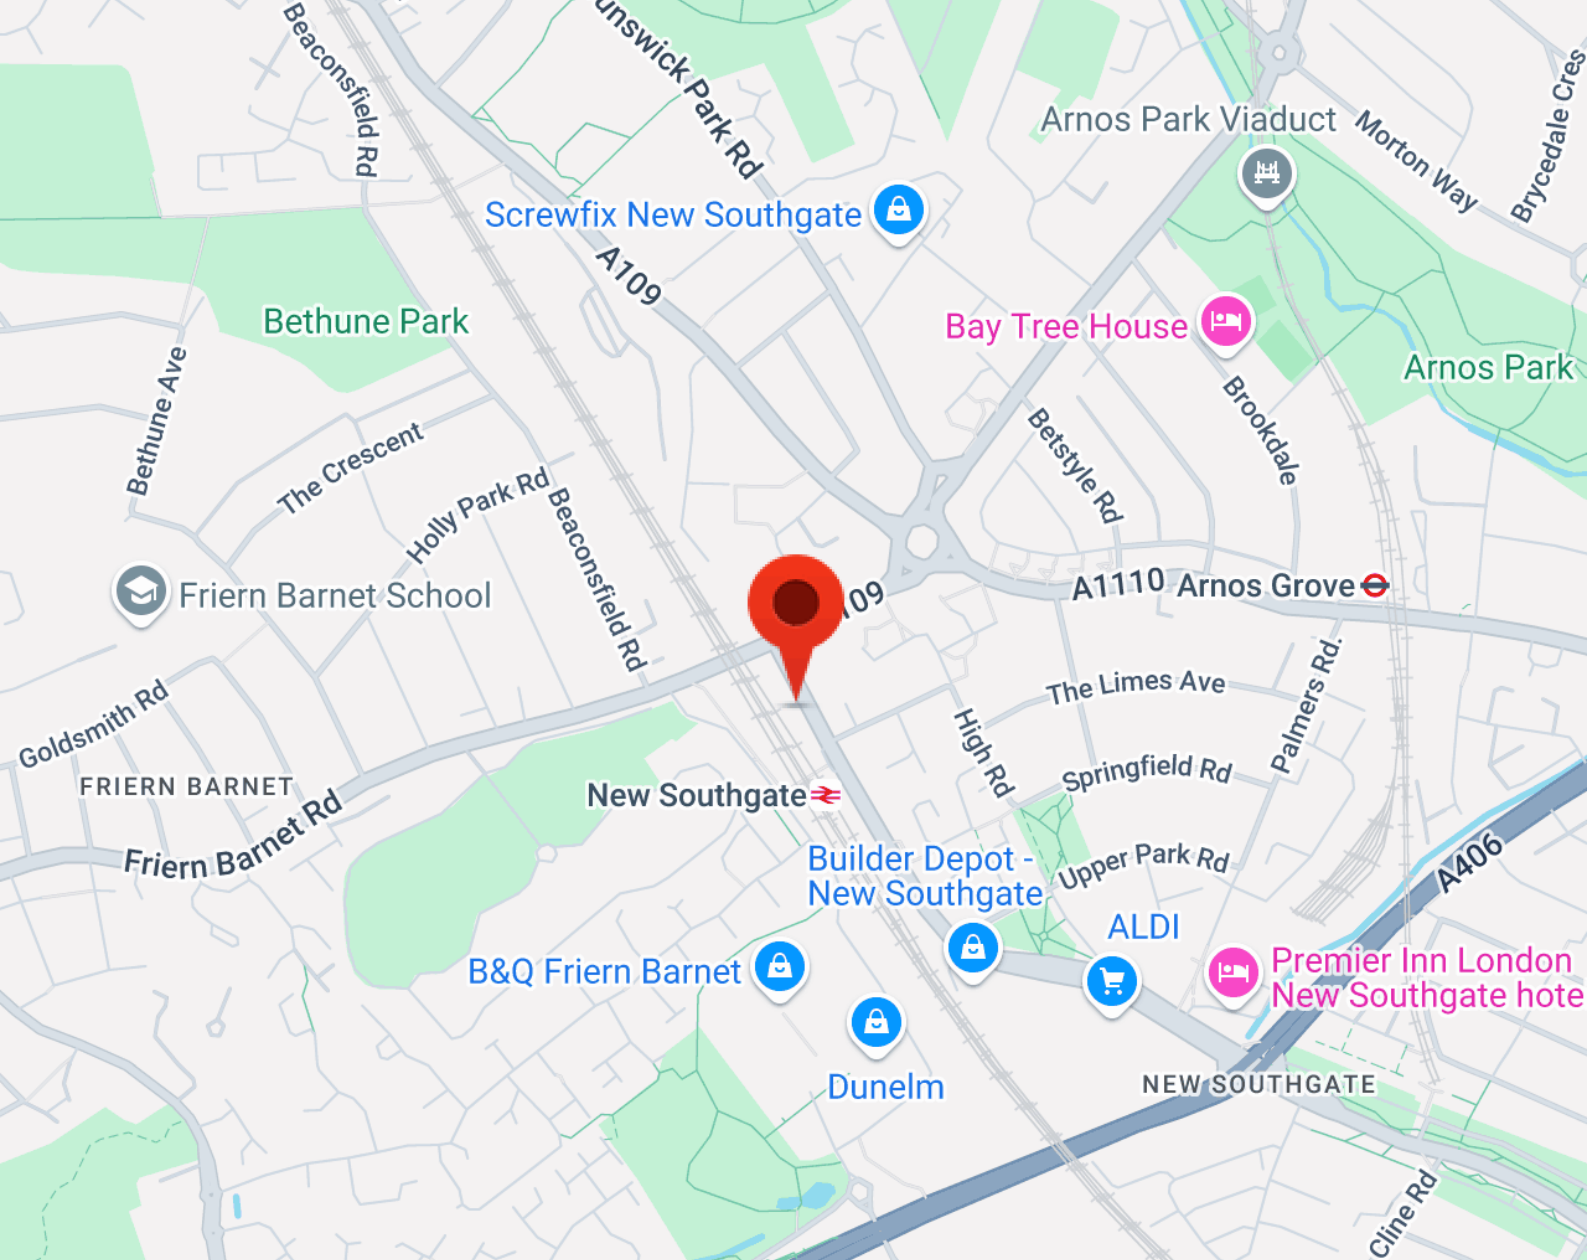 Beaconsfield Rd
unswick Park Rd
Arnos Park Viaduct
Morton Way
Brycedale Cres
Screwfix New Southgate
A109
Bethune Park
Bay Tree House
Arnos Park
Bethune Ave
The Crescent
Holly Park Rd
Beaconsfield Rd
Betstyle Rd
Brookdale
Friern Barnet School
109
A1110
Arnos Grove
The Limes Ave
Palmers Rd.
Goldsmith Rd
High Rd
Springfield Rd
FRIERN BARNET
New Southgate
Friern Barnet Rd
Builder Depot -
New Southgate
Upper Park Rd
A406
ALDI
B&Q Friern Barnet
Premier Inn London
New Southgate hote
Dunelm
NEW SOUTHGATE
Cline Rd